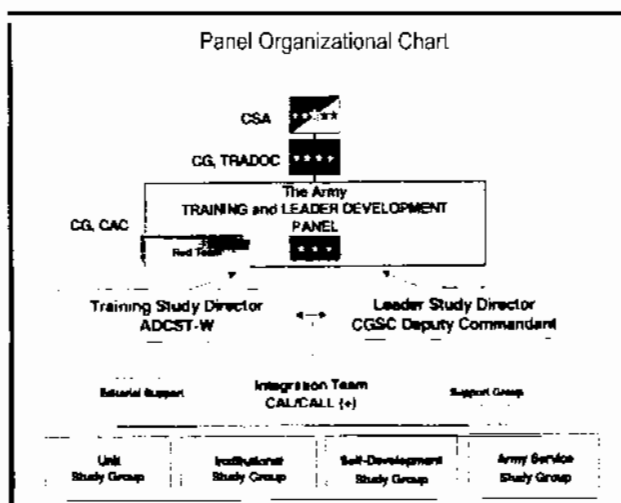 Panel Organizational Chart
CSA
CG, TRADOC
The Army
TRAINING and LEADER DEVELOPMENT
PANEL
CG, CAC
Red Team
Training Study Director
ADCST-W
Leader Study Director
CGSC Deputy Commandant
Editorial Support
Integration Team
CAL/CALL (+)
Support Group
Unit
Study Group
Institutional
Study Group
Self-Development
Study Group
Army Service
Study Group